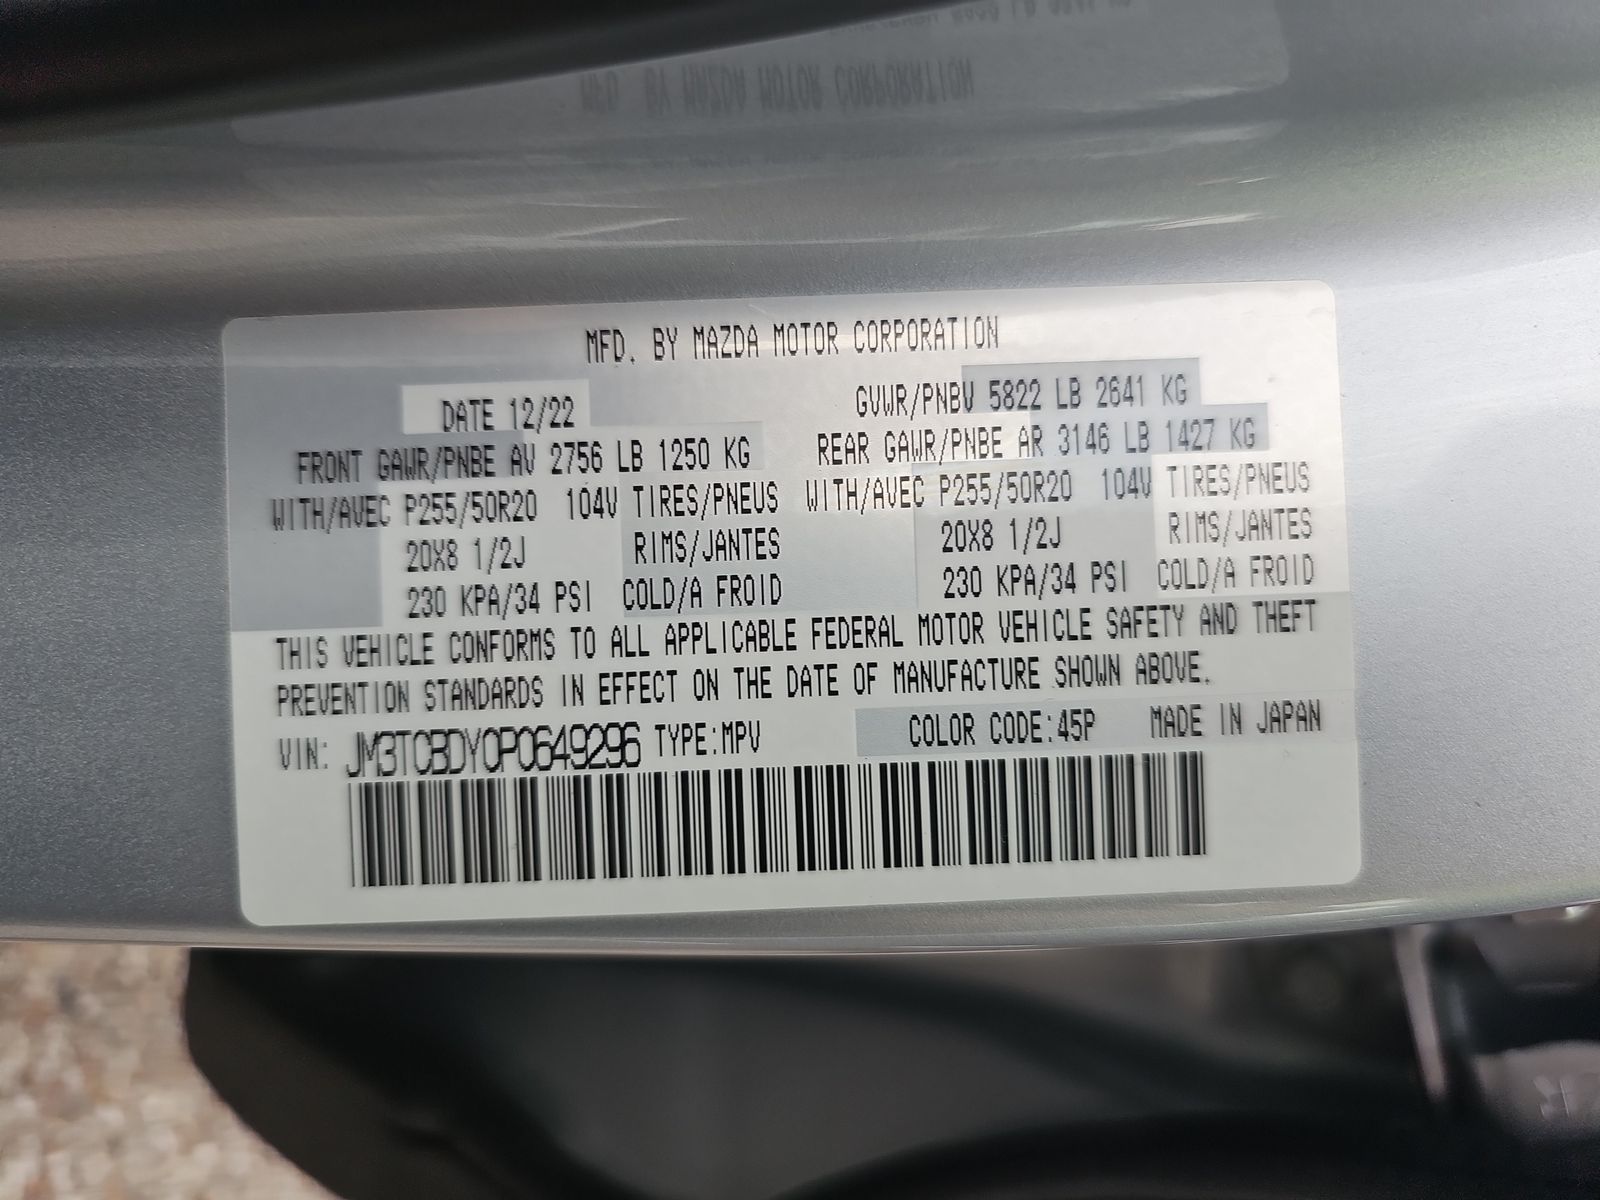 MFD. BY MAZDA MOTOR CORPORATION
DATE 12/22 GVWR/PNBV 5822 LB 2641 KG
FRONT GAWR/PNBE AV 2756 LB 1250 KG REAR GAWR/PNBE AR 3146 LB 1427 KG
WITH/AVEC P255/50R20 104V TIRES/PNEUS WITH/AVEC P255/50R20 104V TIRES/PNEUS
20X8 1/2J RIMS/JANTES 20X8 1/2J RIMS/JANTES
230 KPA/34 PSI COLD/A FROID 230 KPA/34 PSI COLD/A FROID
THIS VEHICLE CONFORMS TO ALL APPLICABLE FEDERAL MOTOR VEHICLE SAFETY AND THEFT
PREVENTION STANDARDS IN EFFECT ON THE DATE OF MANUFACTURE SHOWN ABOVE.
VIN: JM3TCBDY0P0649296 TYPE:MPV COLOR CODE:45P MADE IN JAPAN